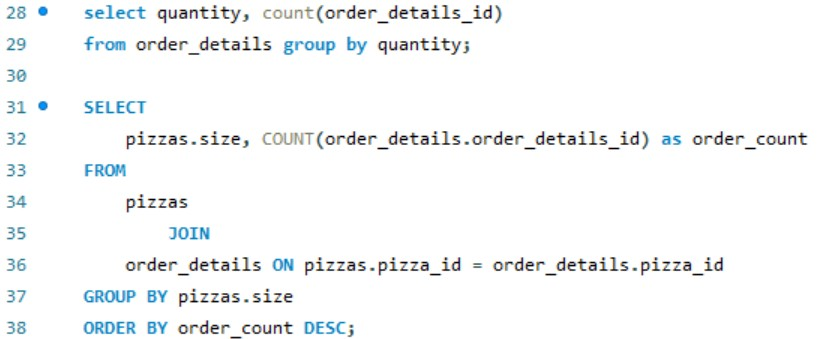 28 select quantity, count(order_details_id)
29 from order_details group by quantity;
30
31 SELECT
32 pizzas.size, COUNT(order_details.order_details_id) as order_count
33 FROM
34 pizzas
35 JOIN
36 order_details ON pizzas.pizza_id = order_details.pizza_id
37 GROUP BY pizzas.size
38 ORDER BY order_count DESC;